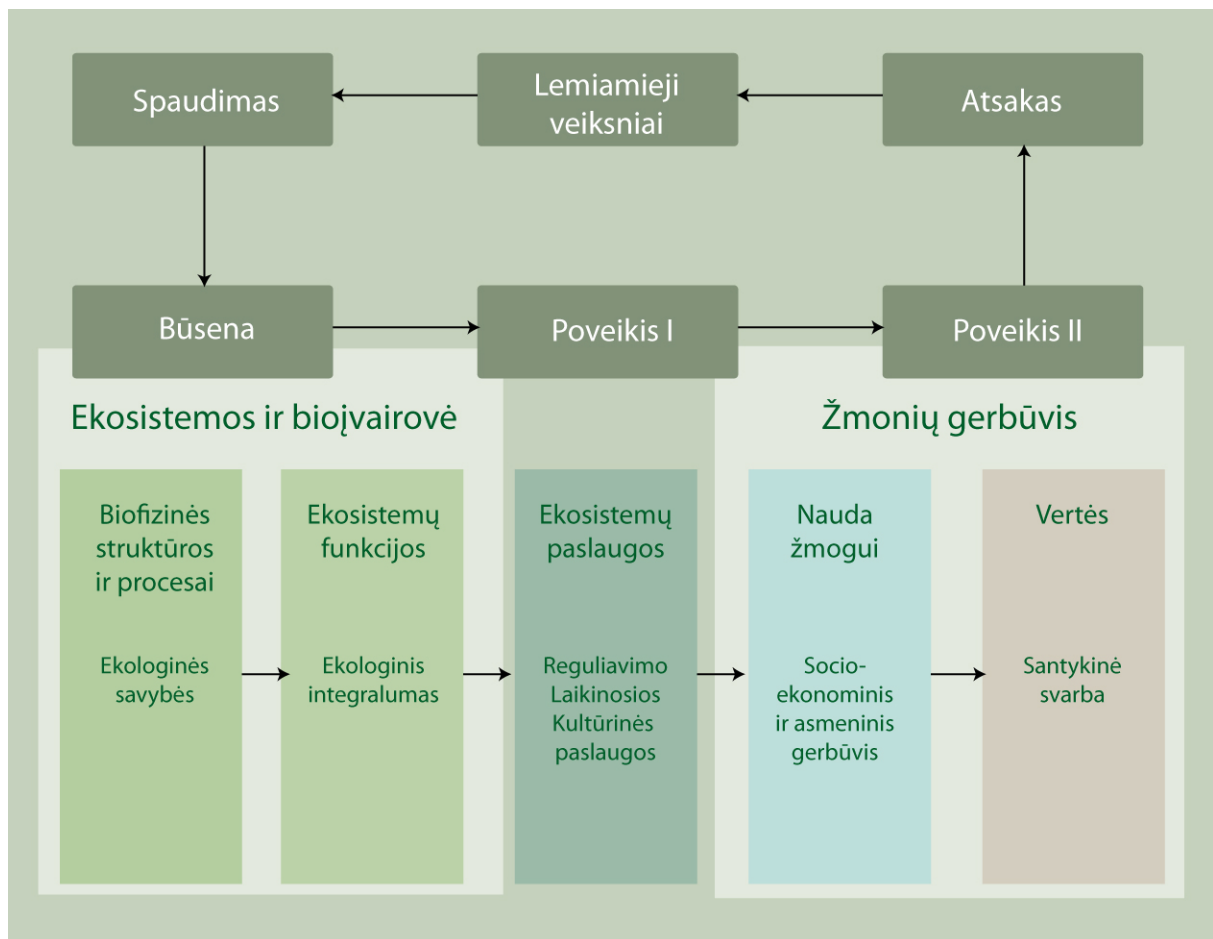 Spaudimas
Lemiamieji
veiksniai
Atsakas
Būsena
Poveikis I
Poveikis II
Ekosistemos ir bioįvairovė
Žmonių gerbūvis
Biofizinės
struktūros
ir procesai
Ekologinės
savybės
Ekosistemų
funkcijos
Ekologinis
integralumas
Ekosistemų
paslaugos
Reguliavimo
Laikinosios
Kultūrinės
paslaugos
Nauda
žmogui
Socio-
ekonominis
ir asmeninis
gerbūvis
Vertės
Santykinė
svarba